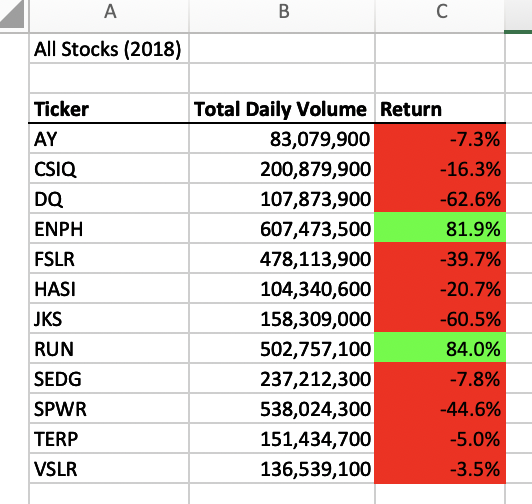 A B C
All Stocks (2018)
Ticker Total Daily Volume Return
AY 83,079,900 -7.3%
CSIQ 200,879,900 -16.3%
DQ 107,873,900 -62.6%
ENPH 607,473,500 81.9%
FSLR 478,113,900 -39.7%
HASI 104,340,600 -20.7%
JKS 158,309,000 -60.5%
RUN 502,757,100 84.0%
SEDG 237,212,300 -7.8%
SPWR 538,024,300 -44.6%
TERP 151,434,700 -5.0%
VSLR 136,539,100 -3.5%